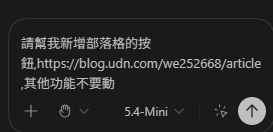 請幫我新增部落格的按
鈕,https://blog.udn.com/we252668/article
,其他功能不要動
5.4-Mini